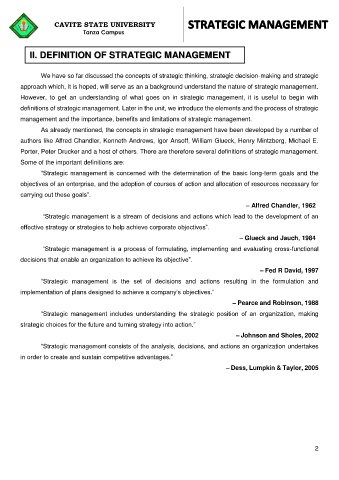 CAVITE STATE UNIVERSITY
Tanza Campus
STRATEGIC MANAGEMENT
II. DEFINITION OF STRATEGIC MANAGEMENT
We have so far discussed the concepts of strategic thinking, strategic decision-making and strategic
approach which, it is hoped, will serve as an a background understand the nature of strategic management.
However, to get an understanding of what goes on in strategic management, it is useful to begin with
definitions of strategic management. Later in the unit, we introduce the elements and the process of strategic
management and the importance, benefits and limitations of strategic management.
As already mentioned, the concepts in strategic management have been developed by a number of
authors like Alfred Chandler, Kenneth Andrews, Igor Ansoff, William Glueck, Henry Mintzberg, Michael E.
Porter, Peter Drucker and a host of others. There are therefore several definitions of strategic management.
Some of the important definitions are:
“Strategic management is concerned with the determination of the basic long-term goals and the
objectives of an enterprise, and the adoption of courses of action and allocation of resources necessary for
carrying out these goals”.
– Alfred Chandler, 1962
“Strategic management is a stream of decisions and actions which lead to the development of an
effective strategy or strategies to help achieve corporate objectives”.
– Glueck and Jauch, 1984
“Strategic management is a process of formulating, implementing and evaluating cross-functional
decisions that enable an organization to achieve its objective”.
– Fed R David, 1997
“Strategic management is the set of decisions and actions resulting in the formulation and
implementation of plans designed to achieve a company’s objectives.”
– Pearce and Robinson, 1988
“Strategic management includes understanding the strategic position of an organization, making
strategic choices for the future and turning strategy into action.”
– Johnson and Sholes, 2002
“Strategic management consists of the analysis, decisions, and actions an organization undertakes
in order to create and sustain competitive advantages.”
– Dess, Lumpkin & Taylor, 2005
2